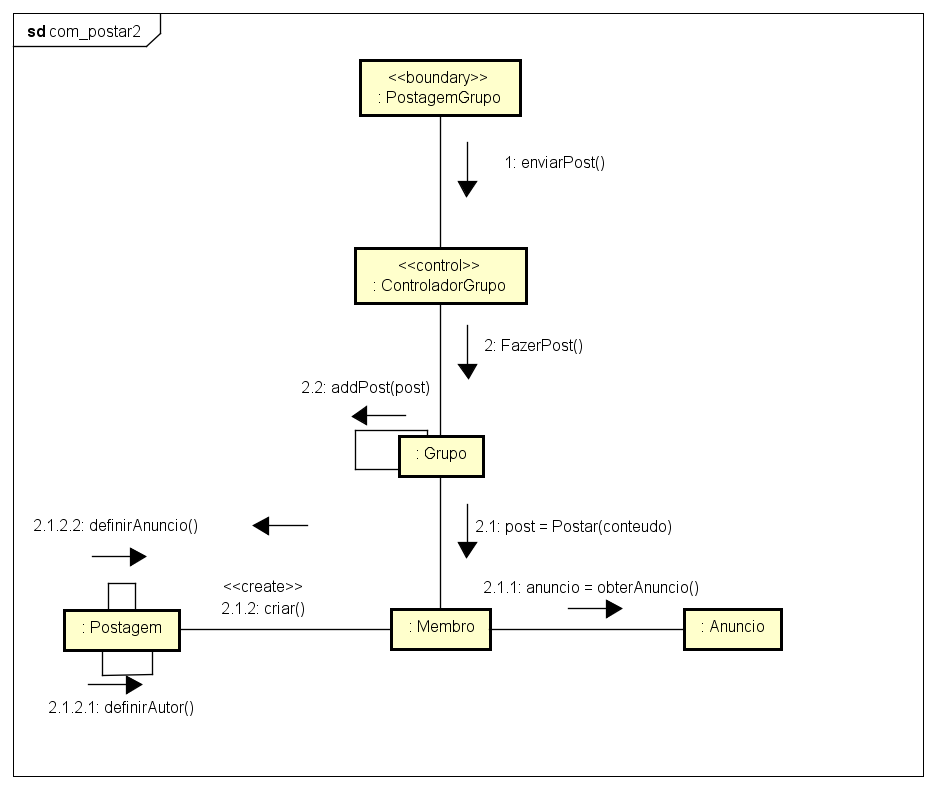 sd com_postar2
<<boundary>>
: PostagemGrupo
1: enviarPost()
<<control>>
: ControladorGrupo
2: FazerPost()
2.2: addPost(post)
: Grupo
2.1.2.2: definirAnuncio()
2.1: post = Postar(conteudo)
<<create>>
2.1.2: criar()
2.1.1: anuncio = obterAnuncio()
: Postagem
: Membro
: Anuncio
2.1.2.1: definirAutor()